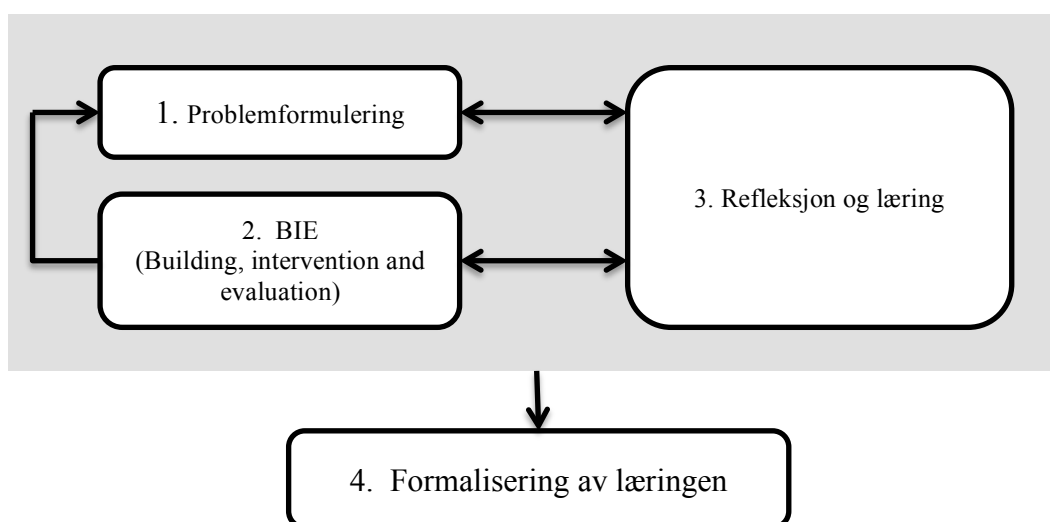 1. Problemformulering
2. BIE
(Building, intervention and
evaluation)
3. Refleksjon og læring
4. Formalisering av læringen